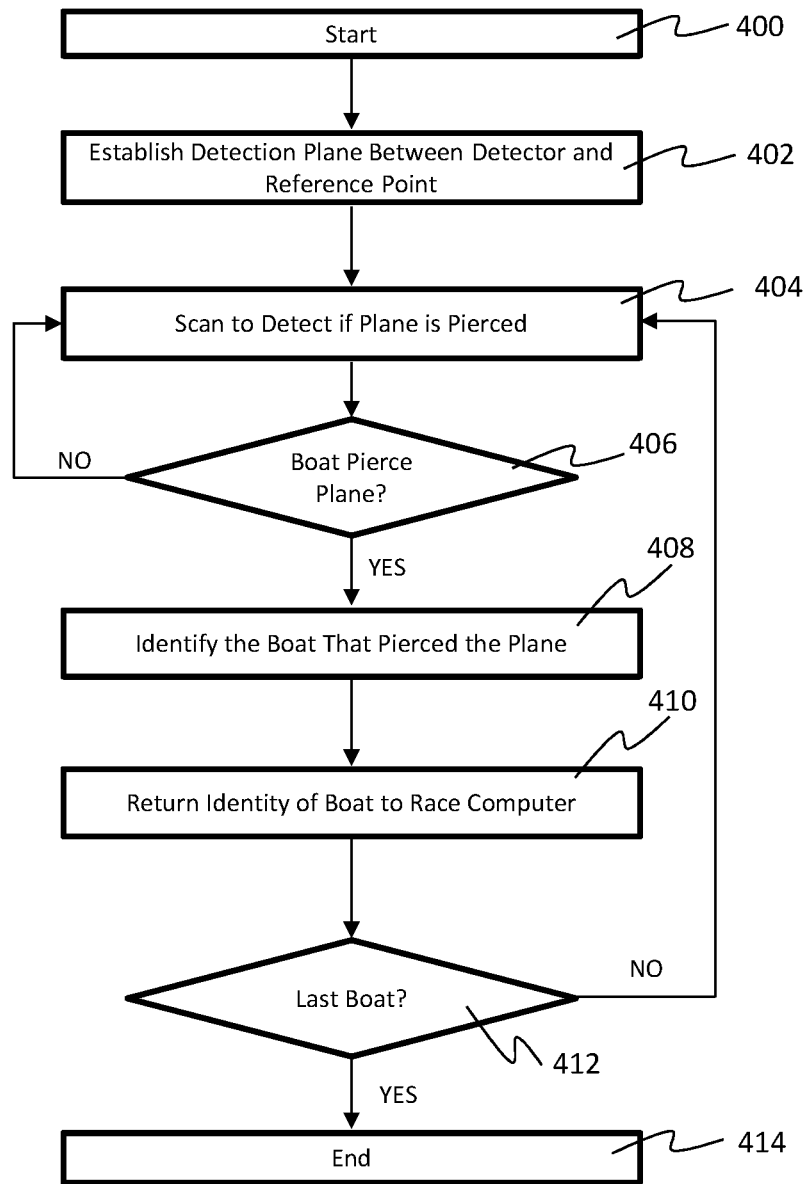 Start
400
Establish Detection Plane Between Detector and
Reference Point
402
404
Scan to Detect if Plane is Pierced
406
Boat Pierce
Plane?
NO
YES
408
Identify the Boat That Pierced the Plane
410
Return Identity of Boat to Race Computer
NO
Last Boat?
412
YES
End
414